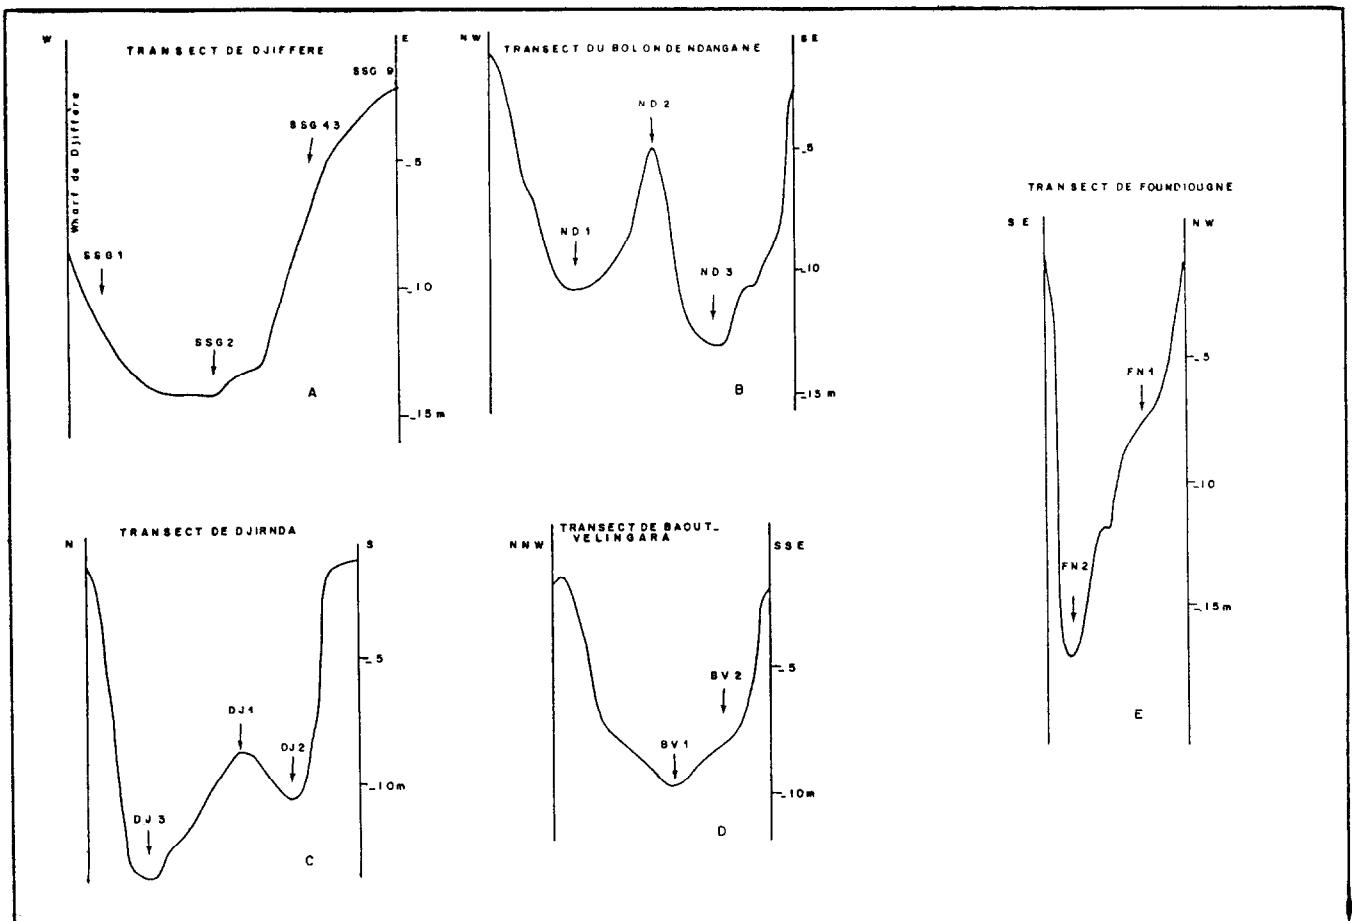 W
TRANSECT DE DJIFFERE
E
Wharf de Djiffère
SSG 9
SSG 43
_5
SSG 1
_10
SSG 2
A
_15 m
NW
TRANSECT DU BOLON DE NDANGANE
SE
ND 2
_5
ND 1
ND 3
_10
B
_15 m
TRANSECT DE FOUNDIOUGNE
SE
NW
_5
FN 1
_10
FN 2
_15 m
E
N
TRANSECT DE DJIRNDA
S
_5
DJ 1
DJ 2
_10 m
DJ 3
C
NNW
TRANSECT DE BAOUT_
VELINGARA
SSE
_5
BV 2
BV 1
_10 m
D